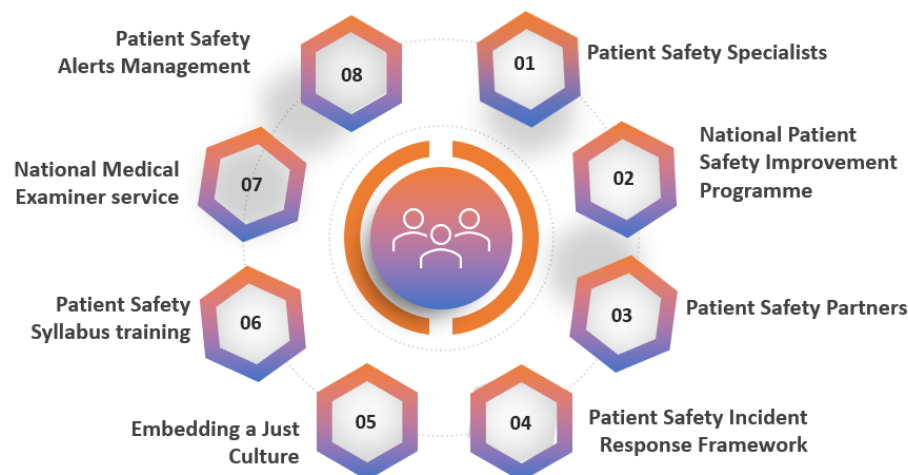 01
Patient Safety Specialists
02
National Patient
Safety Improvement
Programme
03
Patient Safety Partners
04
Patient Safety Incident
Response Framework
05
Embedding a Just
Culture
06
Patient Safety
Syllabus training
07
National Medical
Examiner service
08
Patient Safety
Alerts Management